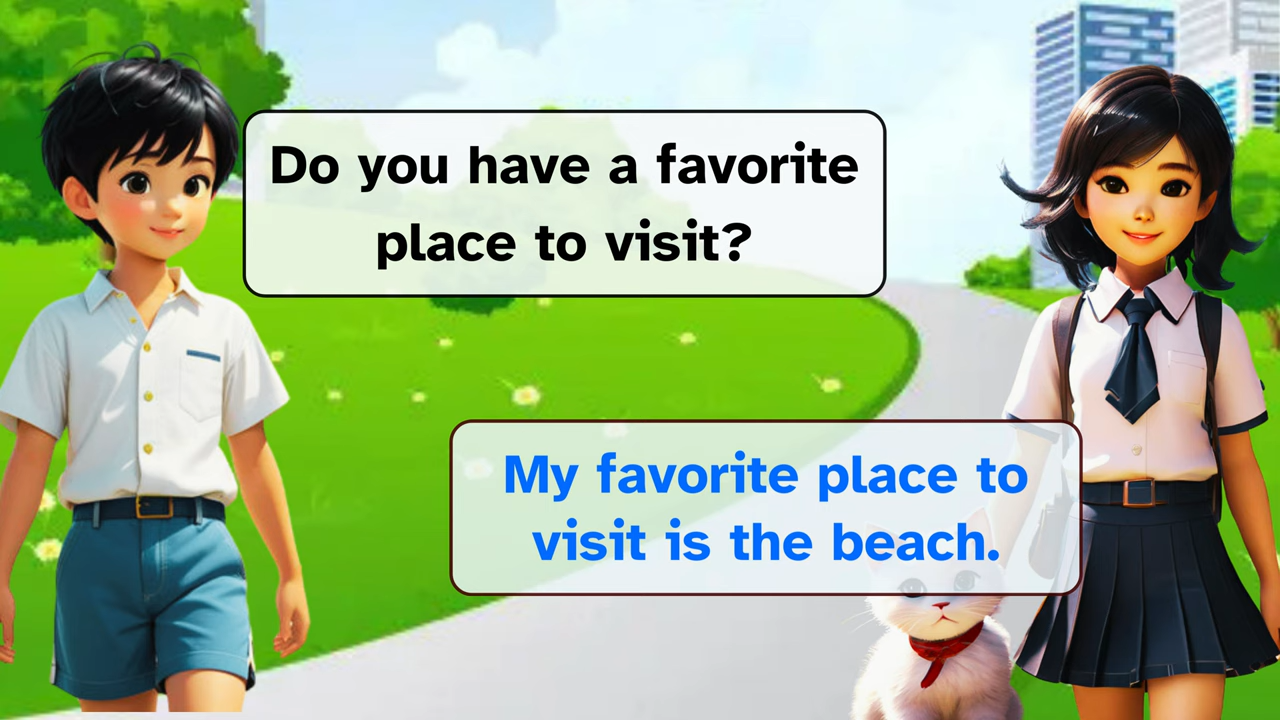 Do you have a favorite
place to visit?
My favorite place to
visit is the beach.